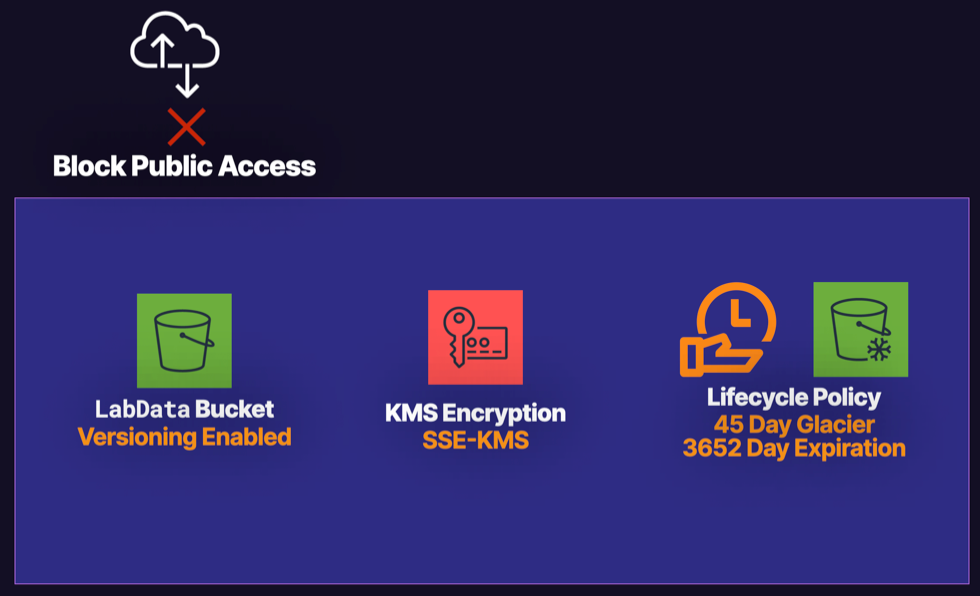 Block Public Access
LabData Bucket
Versioning Enabled
KMS Encryption
SSE-KMS
Lifecycle Policy
45 Day Glacier
3652 Day Expiration